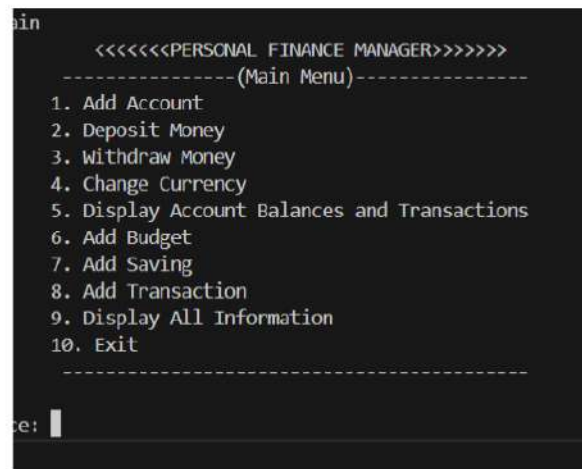 ain
<<<<<<<PERSONAL FINANCE MANAGER>>>>>>>
----------------(Main Menu)----------------
1. Add Account
2. Deposit Money
3. Withdraw Money
4. Change Currency
5. Display Account Balances and Transactions
6. Add Budget
7. Add Saving
8. Add Transaction
9. Display All Information
10. Exit
-------------------------------------------
ce: